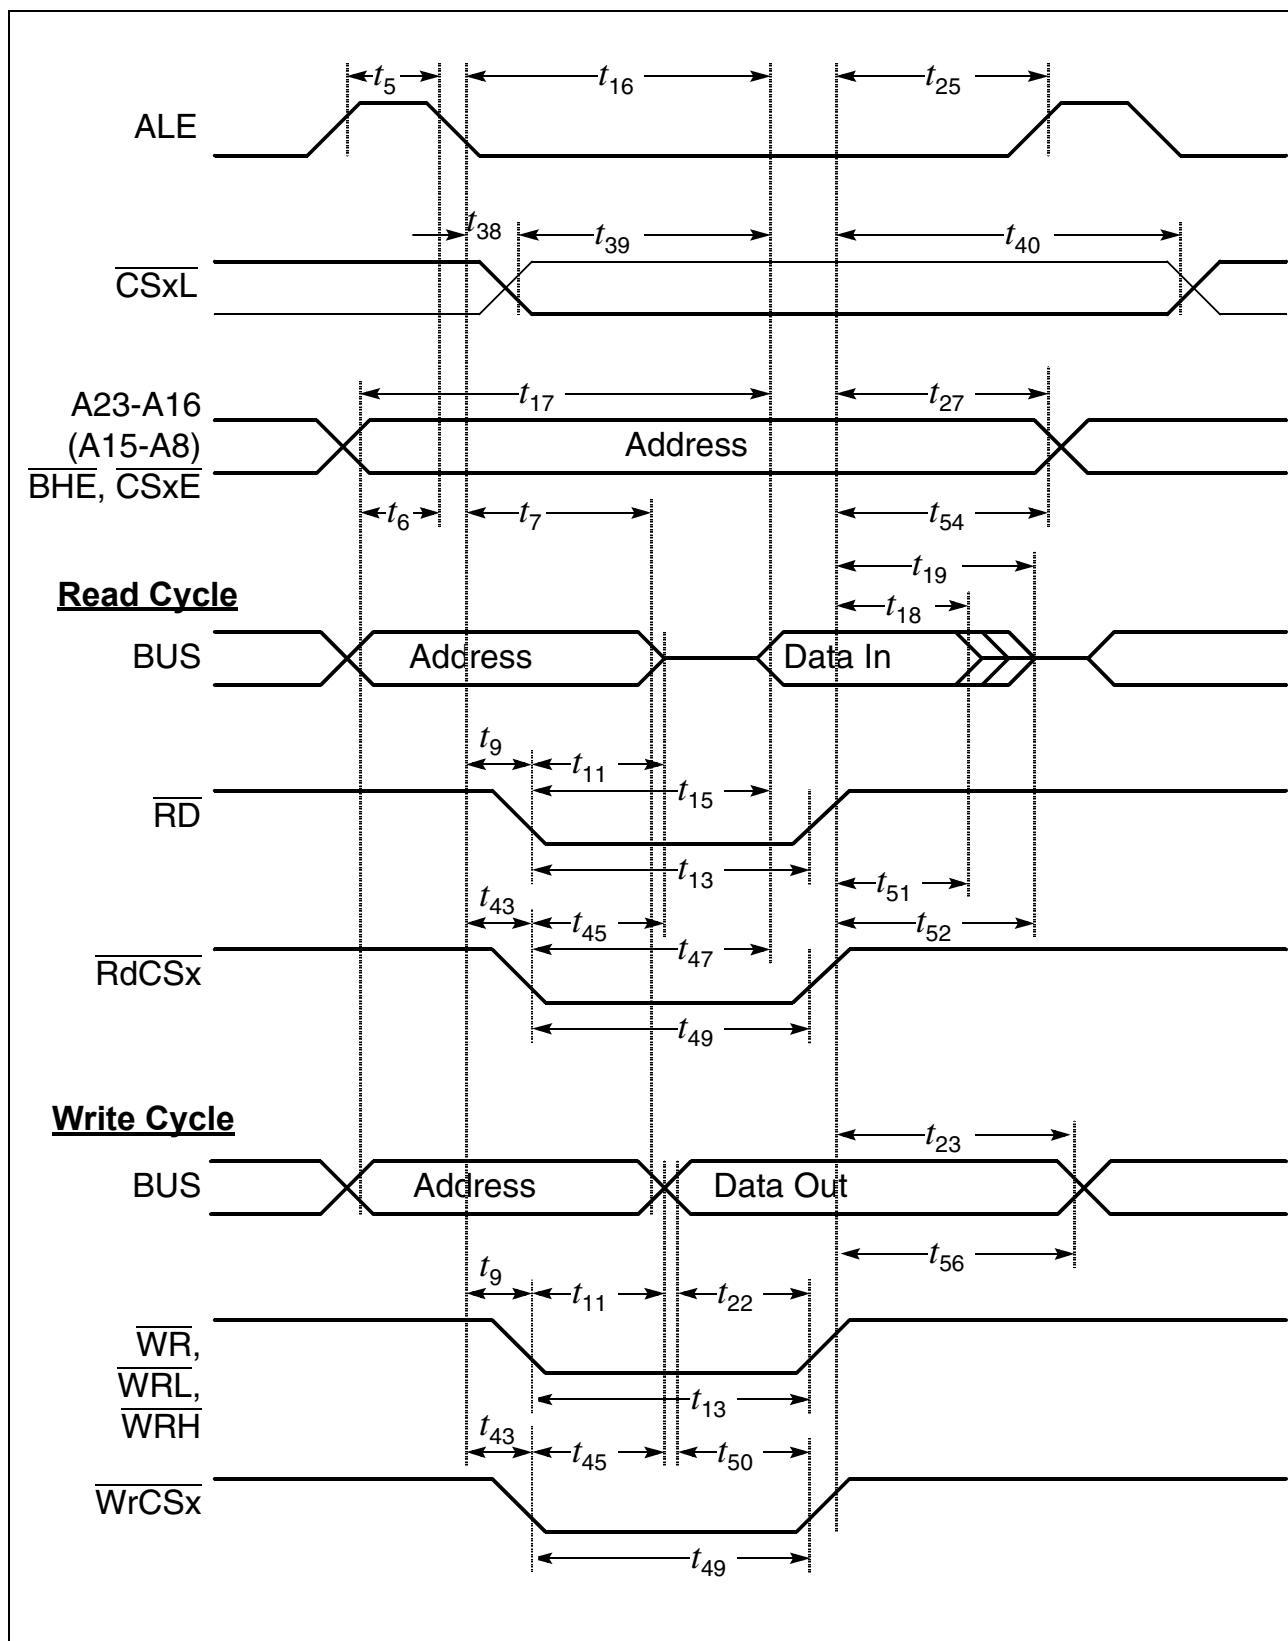 t5 t16 t25
ALE
t38 t39 t40
CSxL
t17 t27
A23-A16
(A15-A8)
BHE, CSxE
Address
t6 t7 t54
t19
Read Cycle
t18
BUS Address Data In
t9 t11
t15
RD
t13 t51
t43 t45 t52
t47
RdCSx
t49
Write Cycle
t23
BUS Address Data Out
t56
t9 t11 t22
WR,
WRL,
t13
WRH
t43 t45 t50
WrCSx
t49